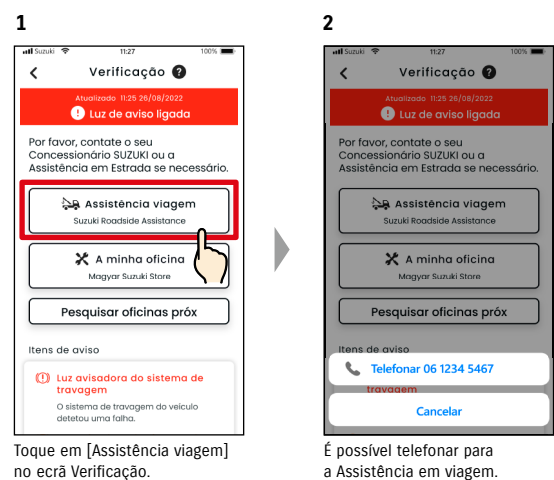 1
Suzuki 11:27 100%
Verificação ?
Atualizado 11:25 26/08/2022
! Luz de aviso ligada
Por favor, contate o seu
Concessionário SUZUKI ou a
Assistência em Estrada se necessário.
Assistência viagem
Suzuki Roadside Assistance
A minha oficina
Magyar Suzuki Store
Pesquisar oficinas próx
Itens de aviso
Luz avisadora do sistema de
travagem
O sistema de travagem do veículo
detetou uma falha.
Toque em [Assistência viagem]
no ecrã Verificação.
2
Suzuki 11:27 100%
Verificação ?
Atualizado 11:25 26/08/2022
! Luz de aviso ligada
Por favor, contate o seu
Concessionário SUZUKI ou a
Assistência em Estrada se necessário.
Assistência viagem
Suzuki Roadside Assistance
A minha oficina
Magyar Suzuki Store
Pesquisar oficinas próx
Itens de aviso
Telefonar 06 1234 5467
travagem
Cancelar
É possível telefonar para
a Assistência em viagem.